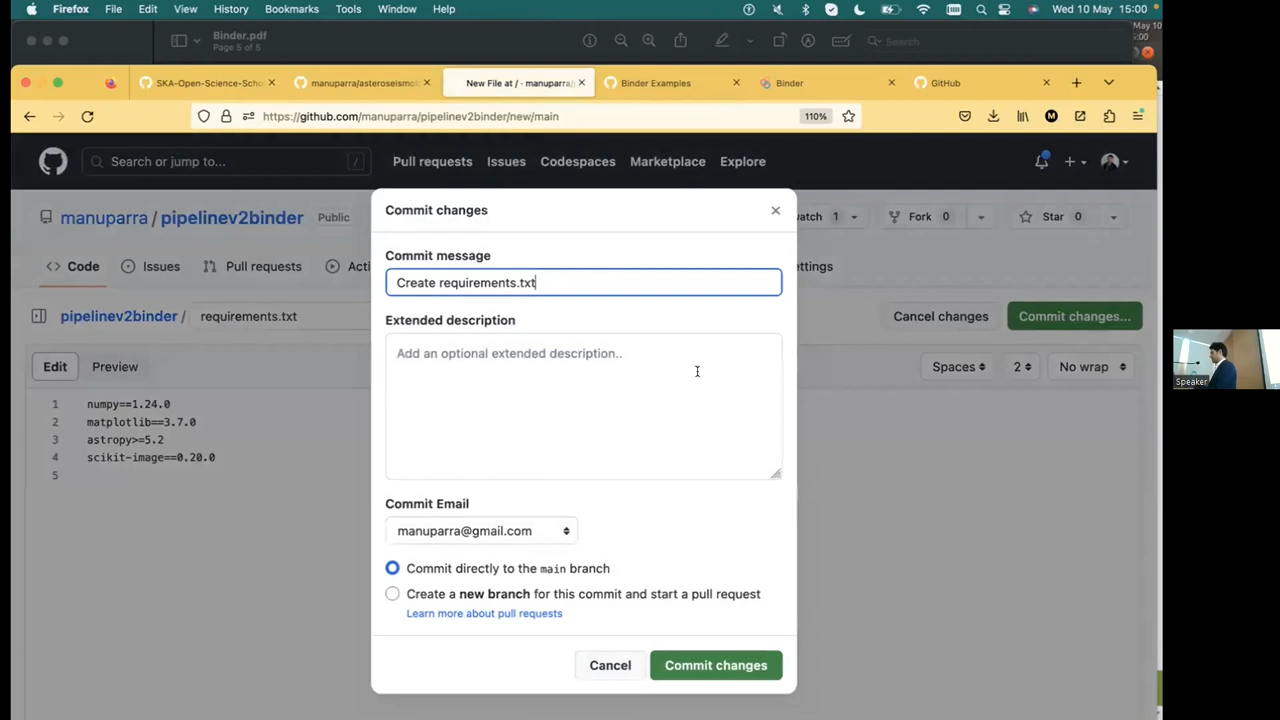 Firefox File Edit View History Bookmarks Tools Window Help Wed 10 May 15:00
Binder.pdf
Page 5 of 5
Search
May 10
SKA-Open-Science-Scho
manuparra/asteroseismol
New File at / · manuparra/
Binder Examples
Binder
GitHub
https://github.com/manuparra/pipelinev2binder/new/main
110%
M
Search or jump to...
/
Pull requests Issues Codespaces Marketplace Explore
manuparra / pipelinev2binder Public
watch 1
Fork 0
Star 0
Code Issues Pull requests Acti
ettings
pipelinev2binder / requirements.txt
Cancel changes Commit changes...
Edit Preview
Spaces 2 No wrap
1 numpy==1.24.0
2 matplotlib==3.7.0
3 astropy>=5.2
4 scikit-image==0.20.0
5
Commit changes
Commit message
Create requirements.txt
Extended description
Add an optional extended description..
Commit Email
manuparra@gmail.com
Commit directly to the main branch
Create a new branch for this commit and start a pull request
Learn more about pull requests
Cancel Commit changes
Speaker